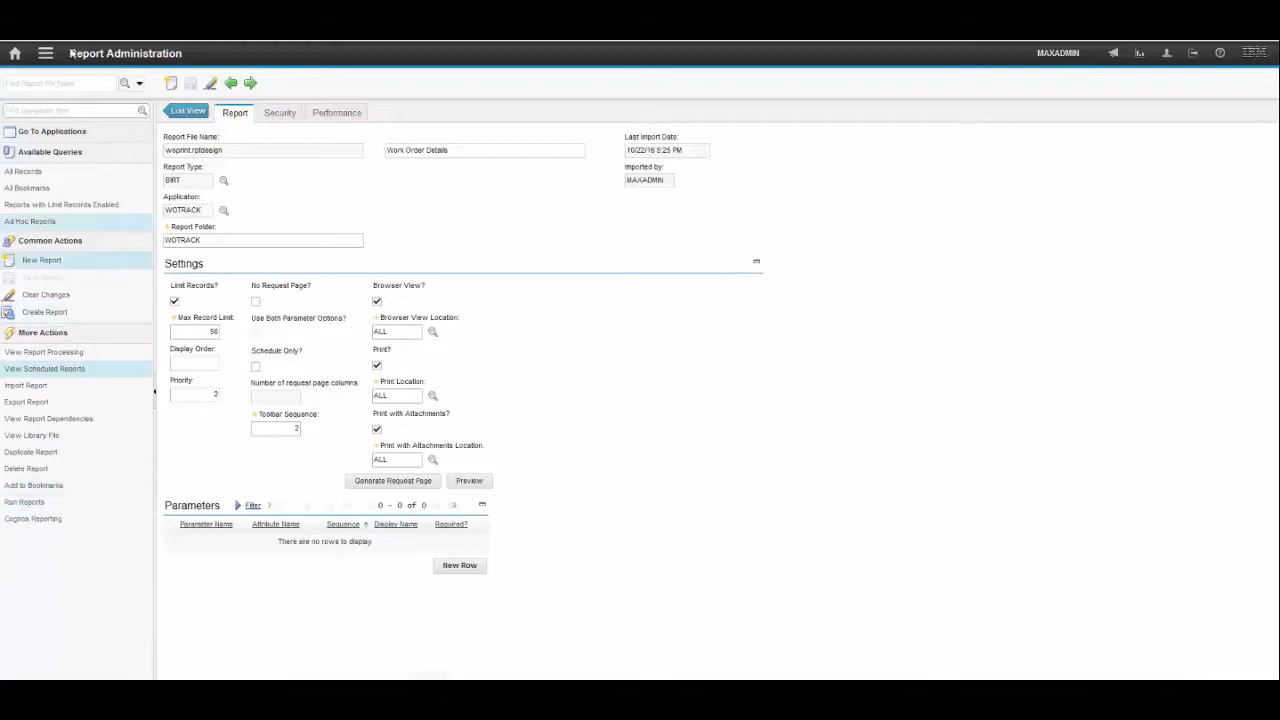 Report Administration
MAXADMIN
IBM
Find Report File Name
Find Navigation Item
Go To Applications
Available Queries
All Records
All Bookmarks
Reports with Limit Records Enabled
Ad Hoc Reports
Common Actions
New Report
Clear Changes
Create Report
More Actions
View Report Processing
View Scheduled Reports
Import Report
Export Report
View Report Dependencies
View Library File
Duplicate Report
Delete Report
Add to Bookmarks
Run Reports
Cognos Reporting
List View
Report
Security
Performance
Report File Name:
woprint.rptdesign
Work Order Details
Last Import Date:
10/22/16 5:25 PM
Report Type:
BIRT
Imported by:
MAXADMIN
Application:
WOTRACK
Report Folder:
WOTRACK
Settings
Limit Records?
No Request Page?
Browser View?
Max Record Limit:
50
Use Both Parameter Options?
Browser View Location:
ALL
Display Order:
Schedule Only?
Print?
Priority:
2
Number of request page columns:
Print Location:
ALL
Toolbar Sequence:
2
Print with Attachments?
Print with Attachments Location:
ALL
Generate Request Page
Preview
Parameters
Filter
0 - 0 of 0
Parameter Name
Attribute Name
Sequence
Display Name
Required?
There are no rows to display.
New Row